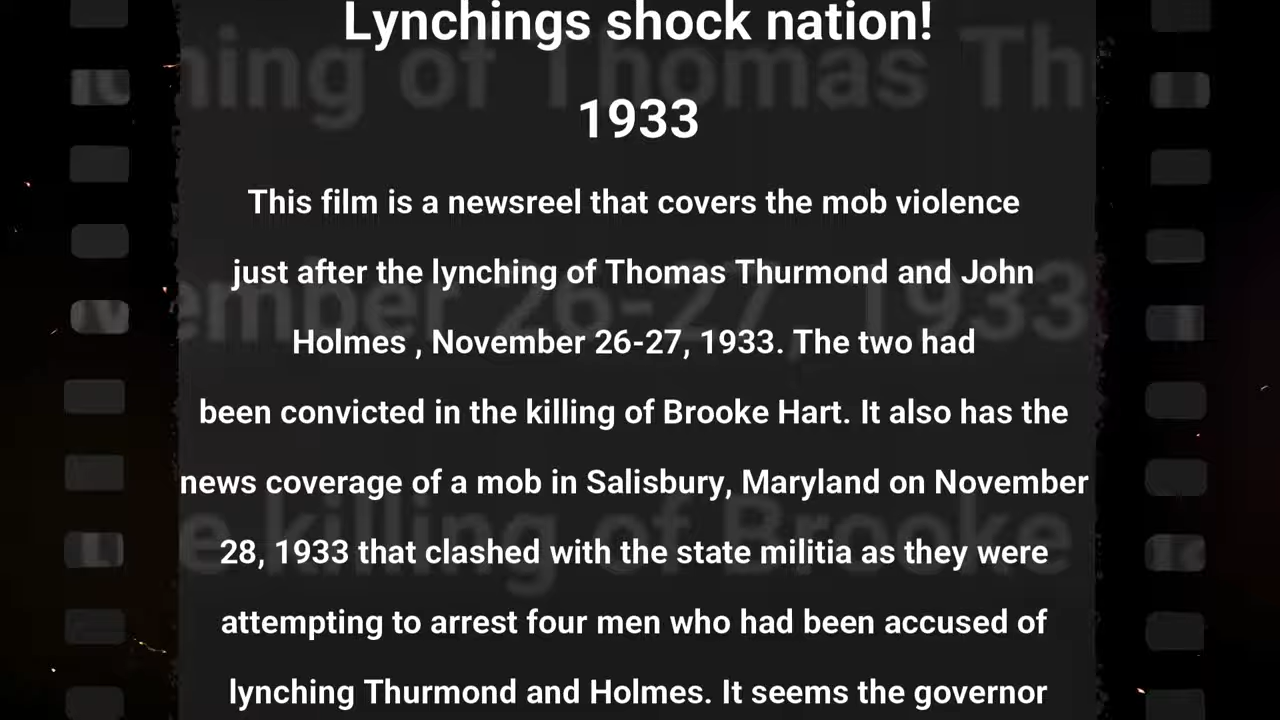 Lynchings shock nation!
1933
This film is a newsreel that covers the mob violence
just after the lynching of Thomas Thurmond and John
Holmes , November 26-27, 1933. The two had
been convicted in the killing of Brooke Hart. It also has the
news coverage of a mob in Salisbury, Maryland on November
28, 1933 that clashed with the state militia as they were
attempting to arrest four men who had been accused of
lynching Thurmond and Holmes. It seems the governor